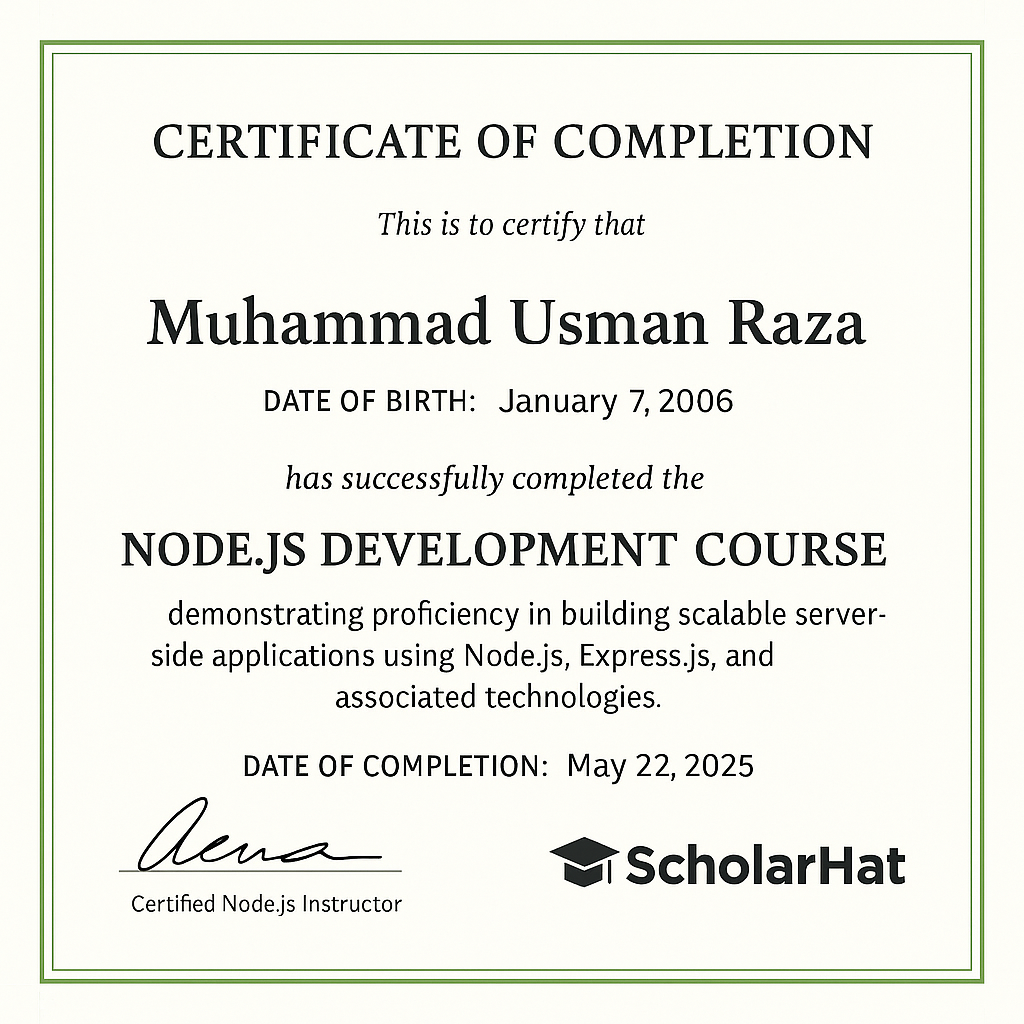 CERTIFICATE OF COMPLETION
This is to certify that
Muhammad Usman Raza
DATE OF BIRTH: January 7, 2006
has successfully completed the
NODE.JS DEVELOPMENT COURSE
demonstrating proficiency in building scalable server-
side applications using Node.js, Express.js, and
associated technologies.
DATE OF COMPLETION: May 22, 2025
Certified Node.js Instructor
ScholarHat